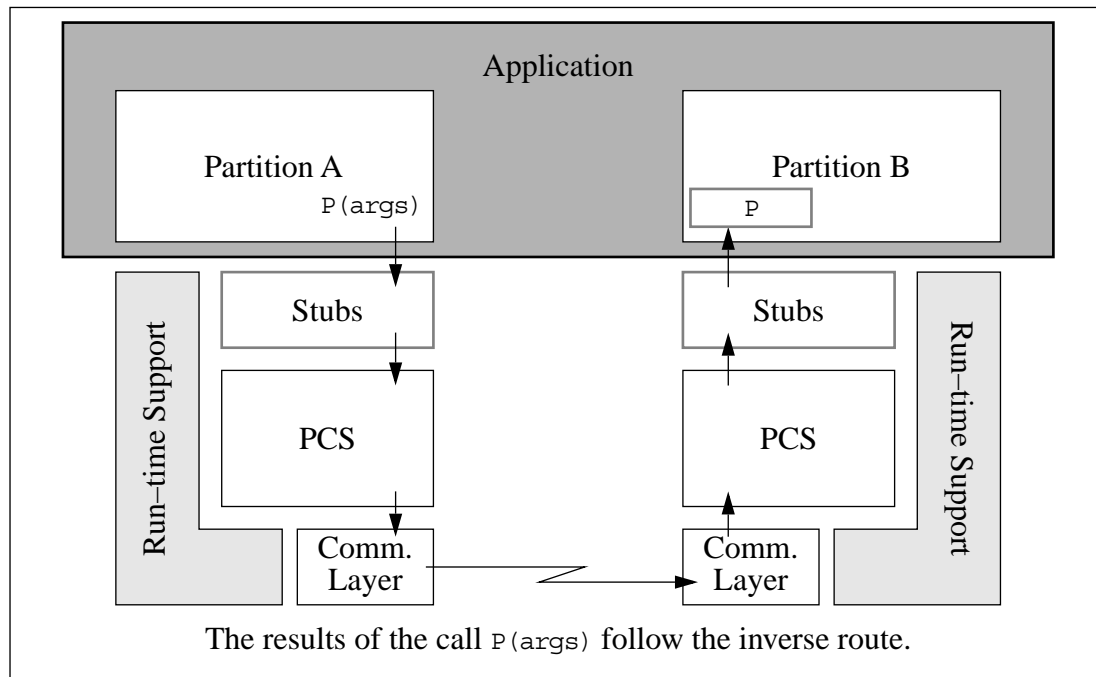 Application
Partition A
Partition B
P(args)
P
Stubs
Stubs
Run–time Support
Run–time Support
PCS
PCS
Comm.
Layer
Comm.
Layer
The results of the call P(args) follow the inverse route.